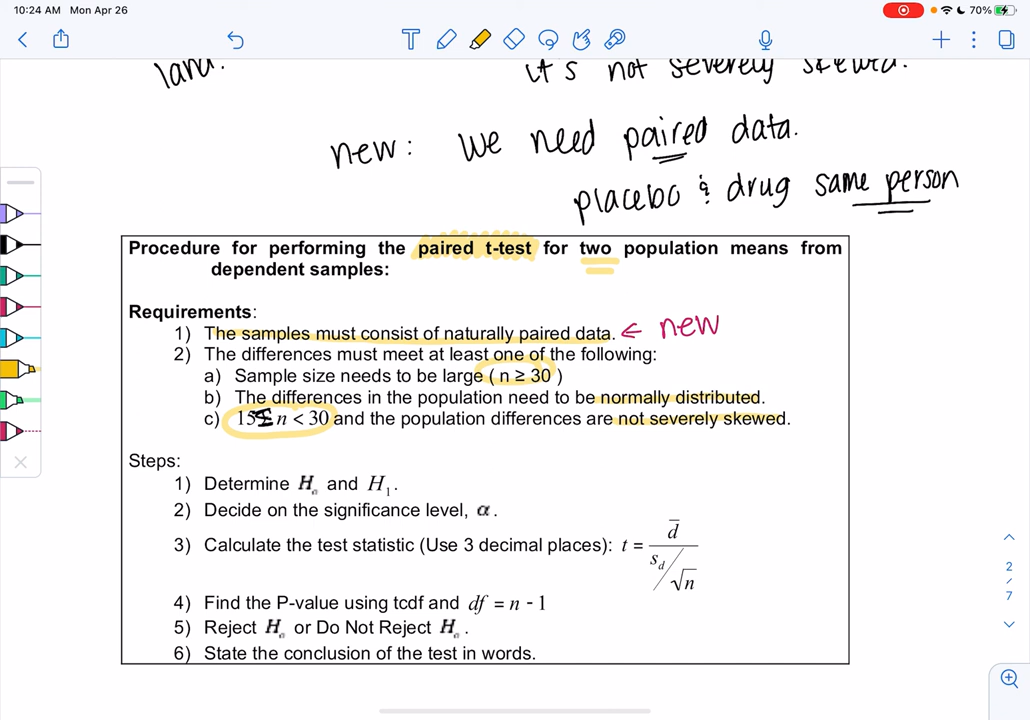 10:24 AM Mon Apr 26
70%
land.
it's not severely skewed.
new: We need paired data.
placebo & drug same person
Procedure for performing the paired t-test for two population means from
dependent samples:
Requirements:
1) The samples must consist of naturally paired data. ← new
2) The differences must meet at least one of the following:
a) Sample size needs to be large ( n ≥ 30 )
b) The differences in the population need to be normally distributed.
c) 15 ≤ n < 30 and the population differences are not severely skewed.
Steps:
1) Determine H₀ and H₁.
2) Decide on the significance level, α.
3) Calculate the test statistic (Use 3 decimal places): t = d̄ / (s_d / √n)
4) Find the P-value using tcdf and df = n - 1
5) Reject H₀ or Do Not Reject H₀.
6) State the conclusion of the test in words.
2
/
7